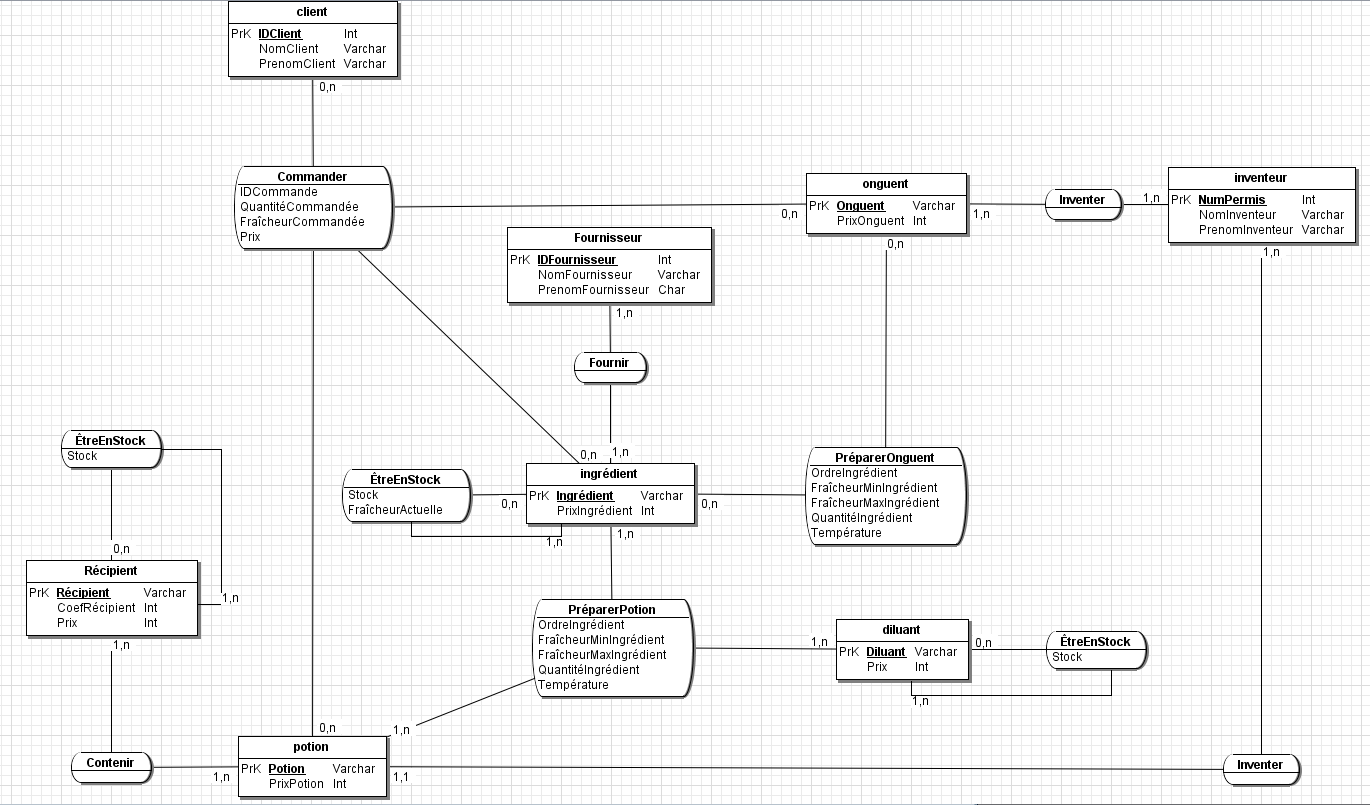 client
PrK IDClient Int
NomClient Varchar
PrenomClient Varchar
0,n
Commander
IDCommande
QuantitéCommandée
FraîcheurCommandée
Prix
0,n
onguent
PrK Onguent Varchar
PrixOnguent Int
1,n
0,n
Inventer
1,n
inventeur
PrK NumPermis Int
NomInventeur Varchar
PrenomInventeur Varchar
1,n
Fournisseur
PrK IDFournisseur Int
NomFournisseur Varchar
PrenomFournisseur Char
1,n
Fournir
1,n
0,n
ÊtreEnStock
Stock
ÊtreEnStock
Stock
FraîcheurActuelle
0,n
ingrédient
PrK Ingrédient Varchar
PrixIngrédient Int
0,n
1,n
1,n
PréparerOnguent
OrdreIngrédient
FraîcheurMinIngrédient
FraîcheurMaxIngrédient
QuantitéIngrédient
Température
0,n
Récipient
PrK Récipient Varchar
CoefRécipient Int
Prix Int
1,n
1,n
PréparerPotion
OrdreIngrédient
FraîcheurMinIngrédient
FraîcheurMaxIngrédient
QuantitéIngrédient
Température
1,n
diluant
PrK Diluant Varchar
Prix Int
0,n
1,n
ÊtreEnStock
Stock
0,n
1,n
Contenir
1,n
potion
PrK Potion Varchar
PrixPotion Int
1,1
Inventer